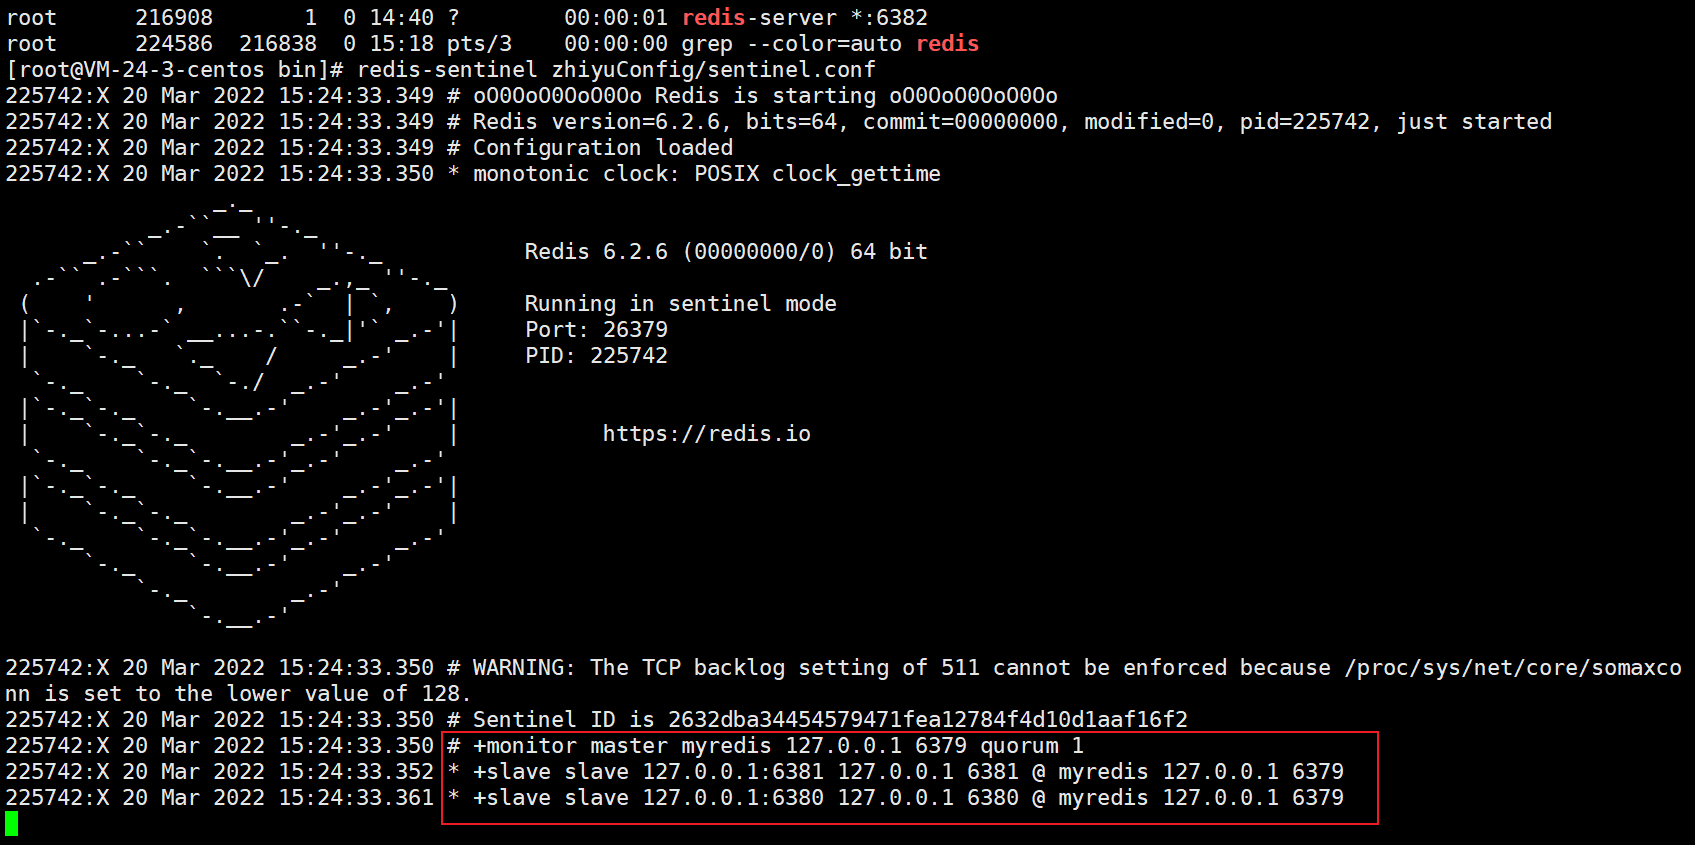 root      216908       1  0 14:40 ?        00:00:01 redis-server *:6382
root      224586  216838  0 15:18 pts/3    00:00:00 grep --color=auto redis
[root@VM-24-3-centos bin]# redis-sentinel zhiyuConfig/sentinel.conf
225742:X 20 Mar 2022 15:24:33.349 # oO0OoO0OoO0Oo Redis is starting oO0OoO0OoO0Oo
225742:X 20 Mar 2022 15:24:33.349 # Redis version=6.2.6, bits=64, commit=00000000, modified=0, pid=225742, just started
225742:X 20 Mar 2022 15:24:33.349 # Configuration loaded
225742:X 20 Mar 2022 15:24:33.350 * monotonic clock: POSIX clock_gettime
Redis 6.2.6 (00000000/0) 64 bit
Running in sentinel mode
Port: 26379
PID: 225742
https://redis.io
225742:X 20 Mar 2022 15:24:33.350 # WARNING: The TCP backlog setting of 511 cannot be enforced because /proc/sys/net/core/somaxco
nn is set to the lower value of 128.
225742:X 20 Mar 2022 15:24:33.350 # Sentinel ID is 2632dba34454579471fea12784f4d10d1aaf16f2
225742:X 20 Mar 2022 15:24:33.350 # +monitor master myredis 127.0.0.1 6379 quorum 1
225742:X 20 Mar 2022 15:24:33.352 * +slave slave 127.0.0.1:6381 127.0.0.1 6381 @ myredis 127.0.0.1 6379
225742:X 20 Mar 2022 15:24:33.361 * +slave slave 127.0.0.1:6380 127.0.0.1 6380 @ myredis 127.0.0.1 6379